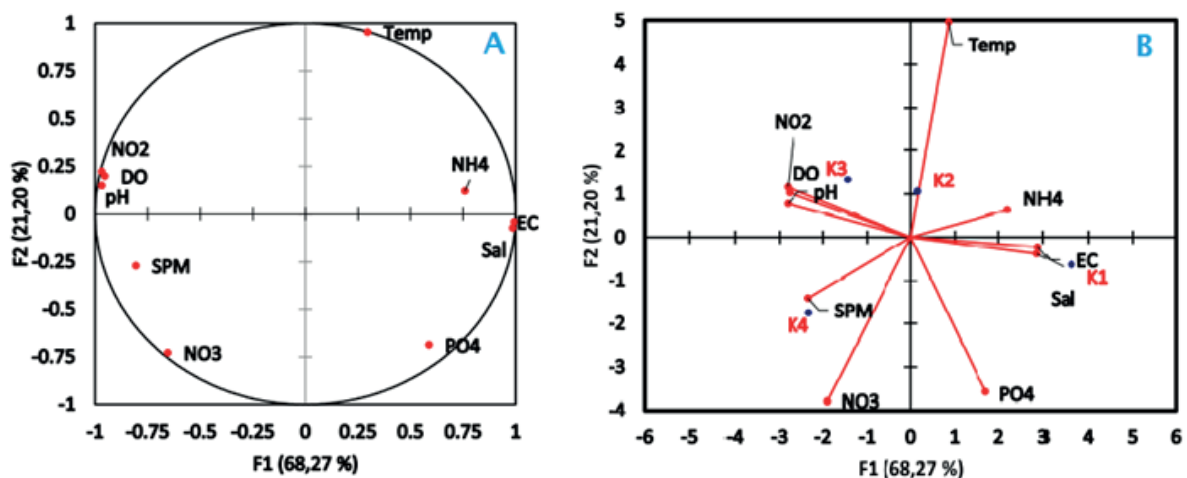 A
1
0.75
0.5
0.25
0
-0.25
-0.5
-0.75
-1
F2 (21,20 %)
Temp
NO2
DO
pH
NH4
EC
Sal
SPM
NO3
PO4
-1 -0.75 -0.5 -0.25 0 0.25 0.5 0.75 1
F1 (68,27 %)
B
5
4
3
2
1
0
-1
-2
-3
-4
F2 (21,20 %)
Temp
NO2
DO
K3
pH
K2
NH4
EC
K1
Sal
SPM
K4
NO3
PO4
-6 -5 -4 -3 -2 -1 0 1 2 3 4 5 6
F1 (68,27 %)